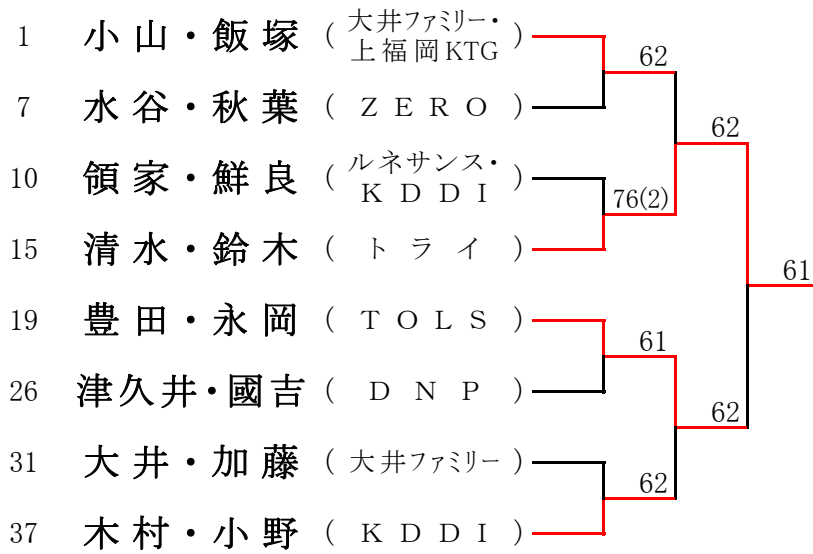 1 小山・飯塚 ( 大井ファミリー・上福岡KTG )
62
7 水谷・秋葉 ( ZERO )
62
10 領家・鮮良 ( ルネサンス・KDDI )
76(2)
15 清水・鈴木 ( トライ )
61
19 豊田・永岡 ( TOLS )
61
26 津久井・國吉 ( DNP )
62
31 大井・加藤 ( 大井ファミリー )
62
37 木村・小野 ( KDDI )